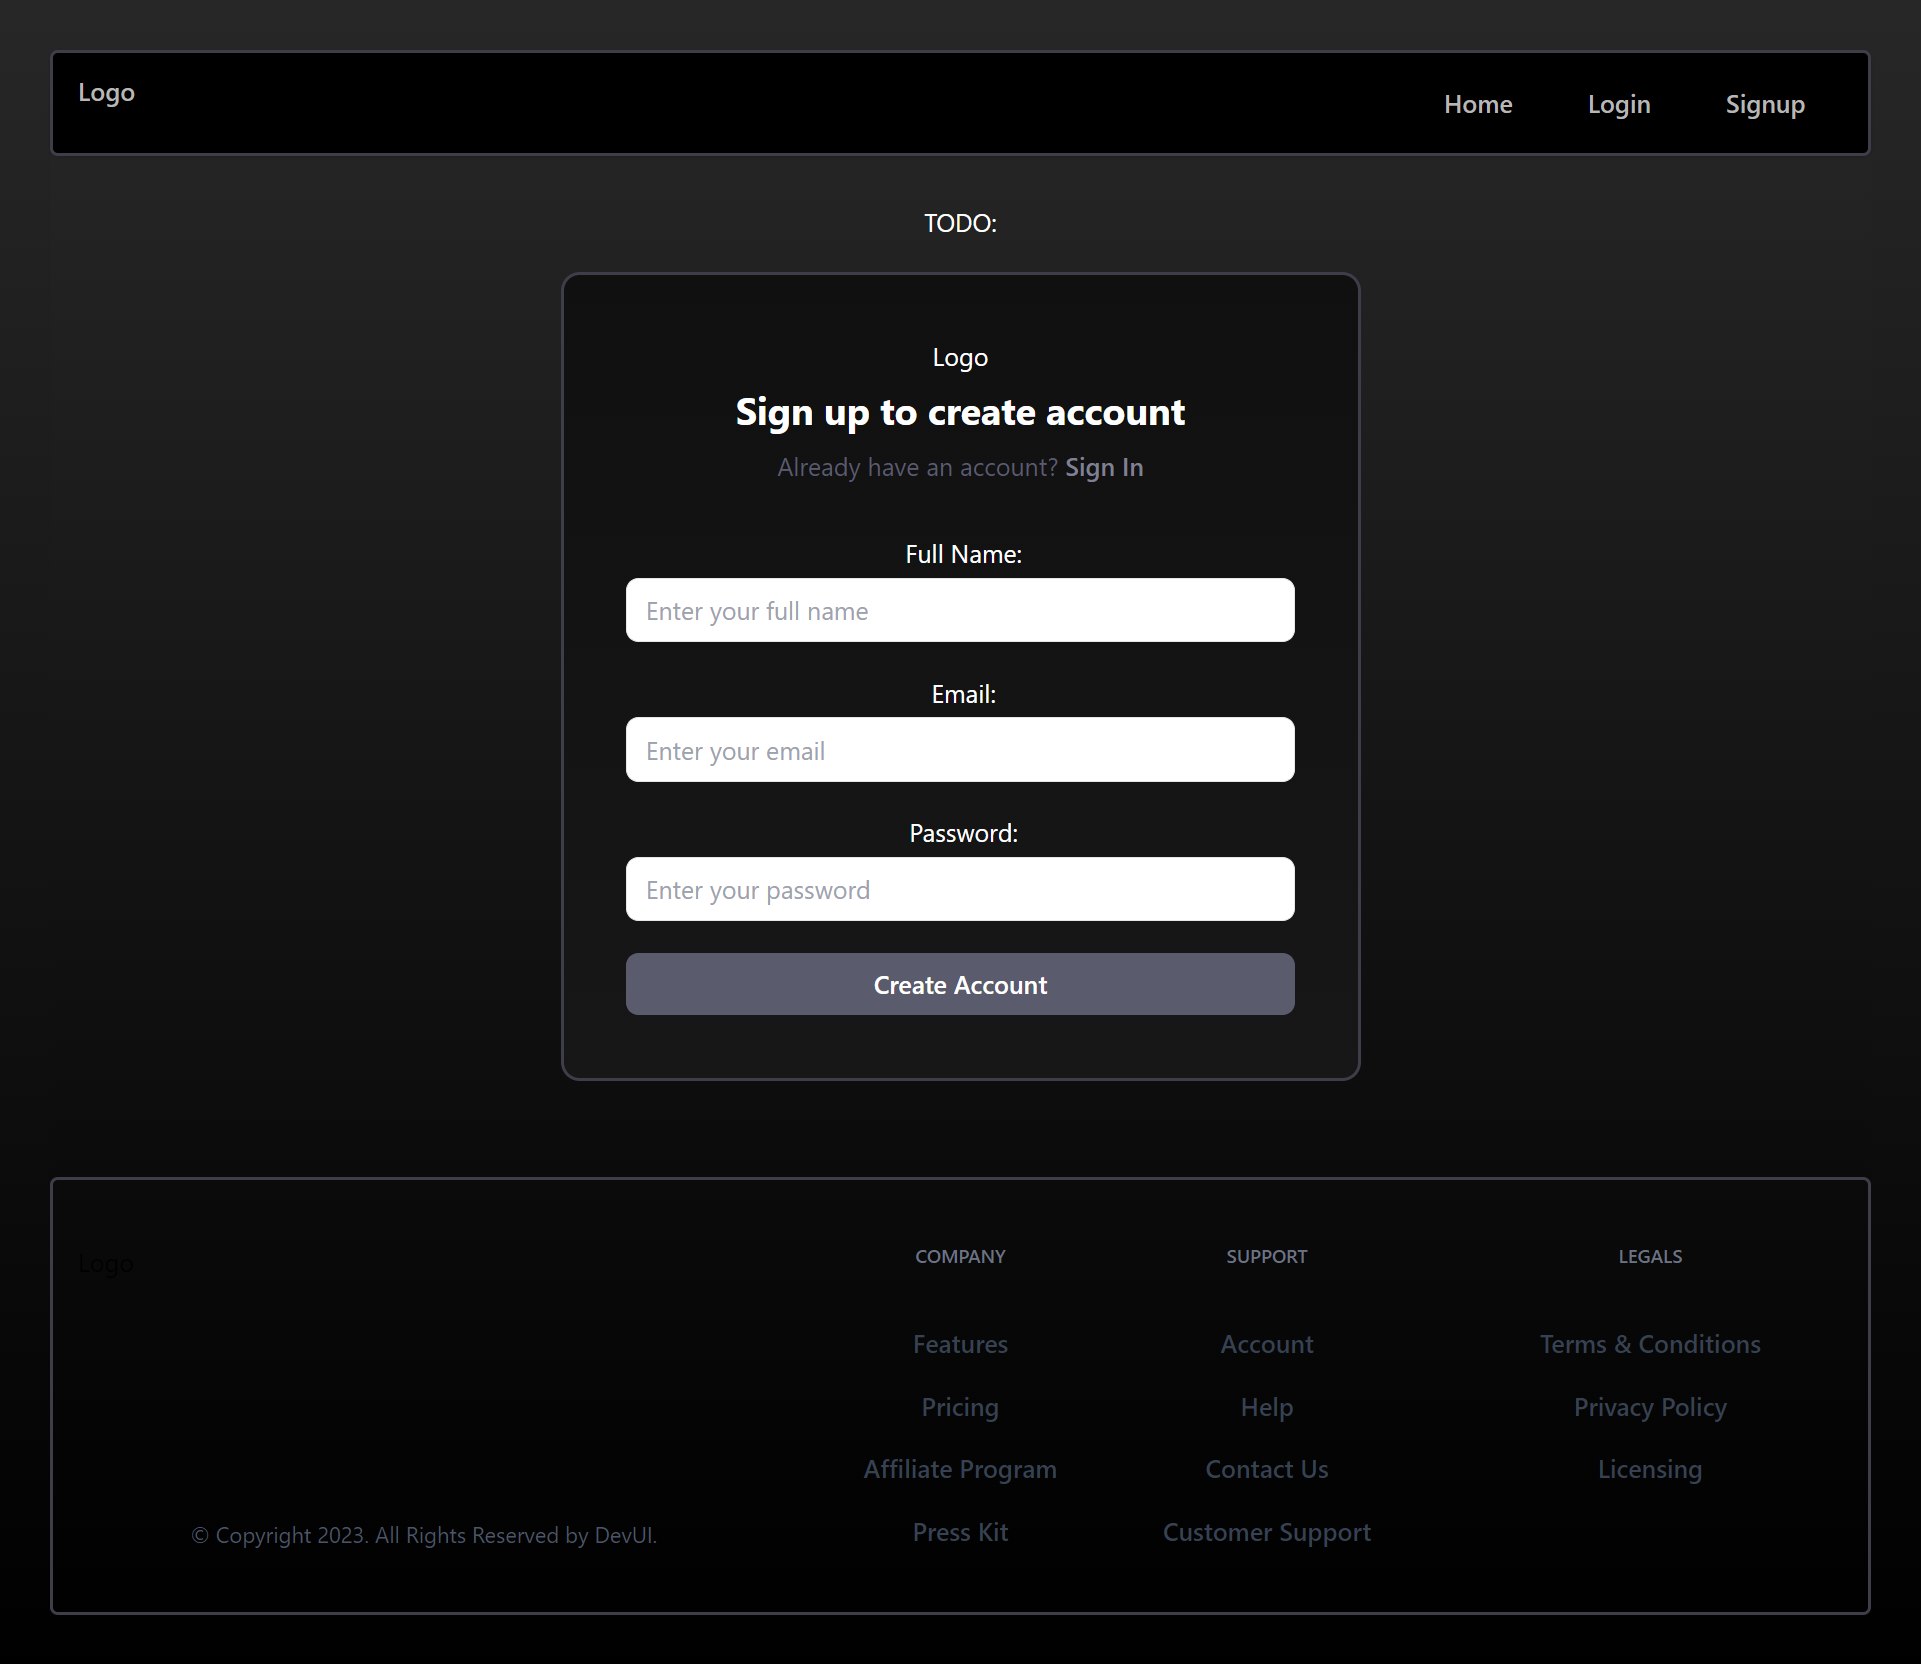 Logo
Home Login Signup
TODO:
Logo
Sign up to create account
Already have an account? Sign In
Full Name:
Enter your full name
Email:
Enter your email
Password:
Enter your password
Create Account
Logo
© Copyright 2023. All Rights Reserved by DevUI.
COMPANY
Features
Pricing
Affiliate Program
Press Kit
SUPPORT
Account
Help
Contact Us
Customer Support
LEGALS
Terms & Conditions
Privacy Policy
Licensing